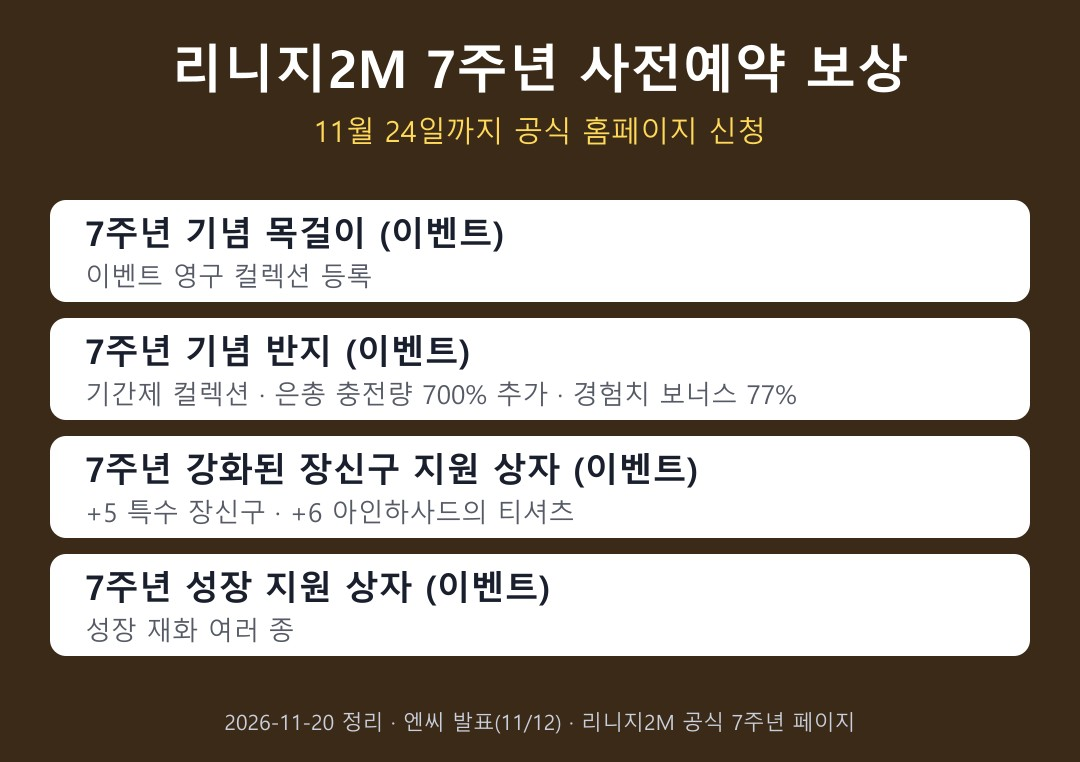 리니지2M 7주년 사전예약 보상
11월 24일까지 공식 홈페이지 신청
7주년 기념 목걸이 (이벤트)
이벤트 영구 컬렉션 등록
7주년 기념 반지 (이벤트)
기간제 컬렉션 · 은총 충전량 700% 추가 · 경험치 보너스 77%
7주년 강화된 장신구 지원 상자 (이벤트)
+5 특수 장신구 · +6 아인하사드의 티셔츠
7주년 성장 지원 상자 (이벤트)
성장 재화 여러 종
2026-11-20 정리 · 엔씨 발표(11/12) · 리니지2M 공식 7주년 페이지